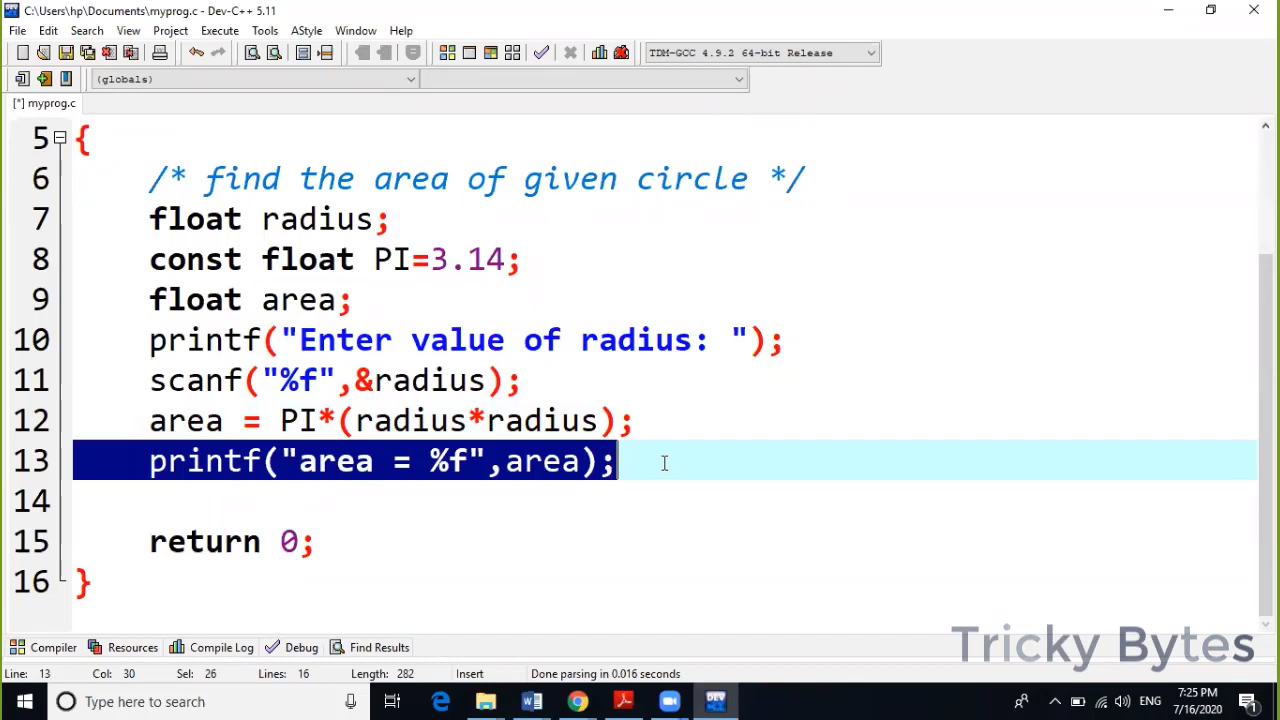 C:\Users\hp\Documents\myprog.c - Dev-C++ 5.11
File Edit Search View Project Execute Tools AStyle Window Help
TDM-GCC 4.9.2 64-bit Release
(globals)
[*] myprog.c
5 {
6 /* find the area of given circle */
7 float radius;
8 const float PI=3.14;
9 float area;
10 printf("Enter value of radius: ");
11 scanf("%f",&radius);
12 area = PI*(radius*radius);
13 printf("area = %f",area);
14
15 return 0;
16 }
Tricky Bytes
Compiler Resources Compile Log Debug Find Results
Line: 13 Col: 30 Sel: 26 Lines: 16 Length: 282 Insert Done parsing in 0.016 seconds
Type here to search
ENG
7:25 PM
7/16/2020
1